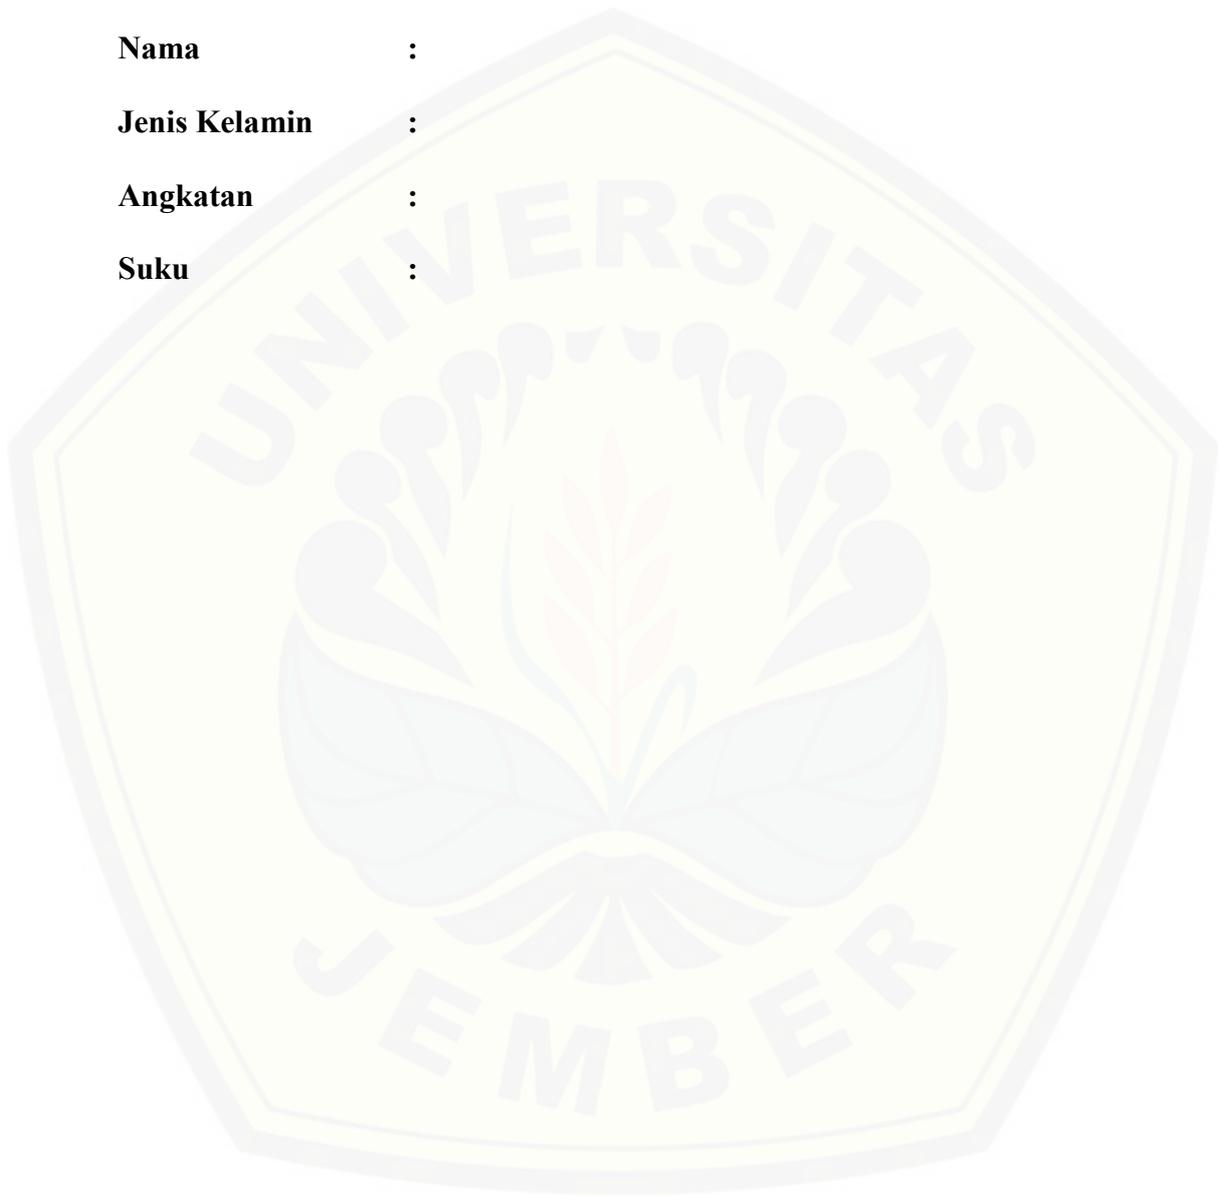 Nama :
Jenis Kelamin :
Angkatan :
Suku :
UNIVERSITAS
JEMBER